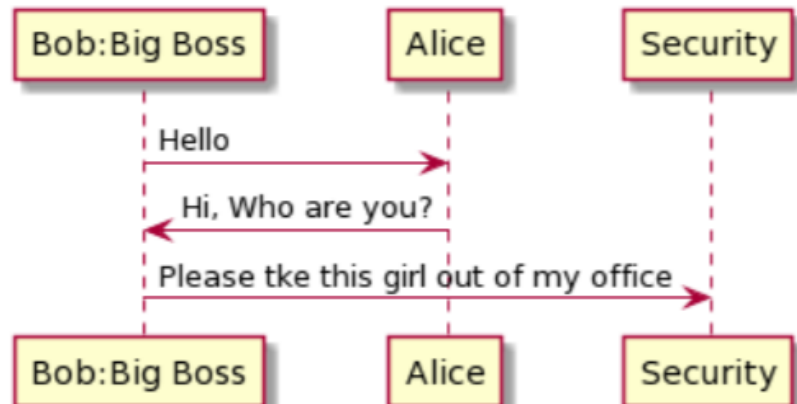 Bob:Big Boss Alice Security
Hello
Hi, Who are you?
Please tke this girl out of my office
Bob:Big Boss Alice Security